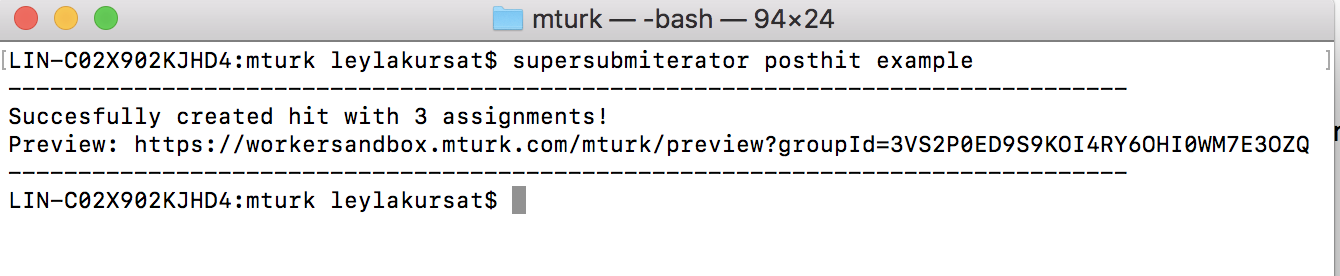 mturk — -bash — 94×24
[LIN-C02X902KJHD4:mturk leylakursat$ supersubmiterator posthit example ]
--------------------------------------------------------------------------------
Succesfully created hit with 3 assignments!
Preview: https://workersandbox.mturk.com/mturk/preview?groupId=3VS2P0ED9S9KOI4RY6OHI0WM7E3OZQ
--------------------------------------------------------------------------------
LIN-C02X902KJHD4:mturk leylakursat$